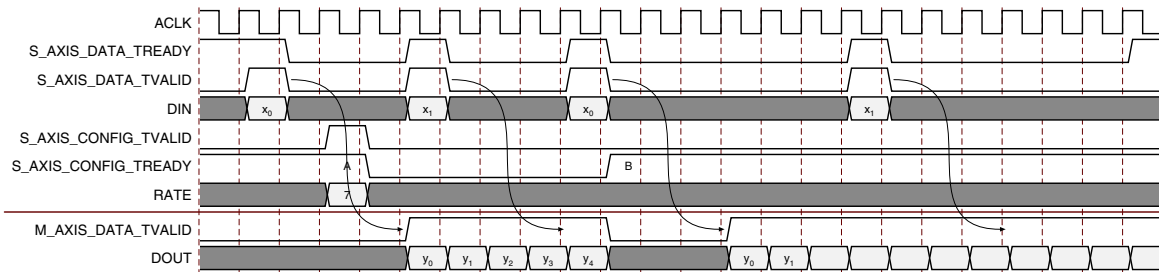 ACLK
S_AXIS_DATA_TREADY
S_AXIS_DATA_TVALID
DIN x0 x1 x0 x1
S_AXIS_CONFIG_TVALID
S_AXIS_CONFIG_TREADY A B
RATE 7
M_AXIS_DATA_TVALID
DOUT y0 y1 y2 y3 y4 y0 y1